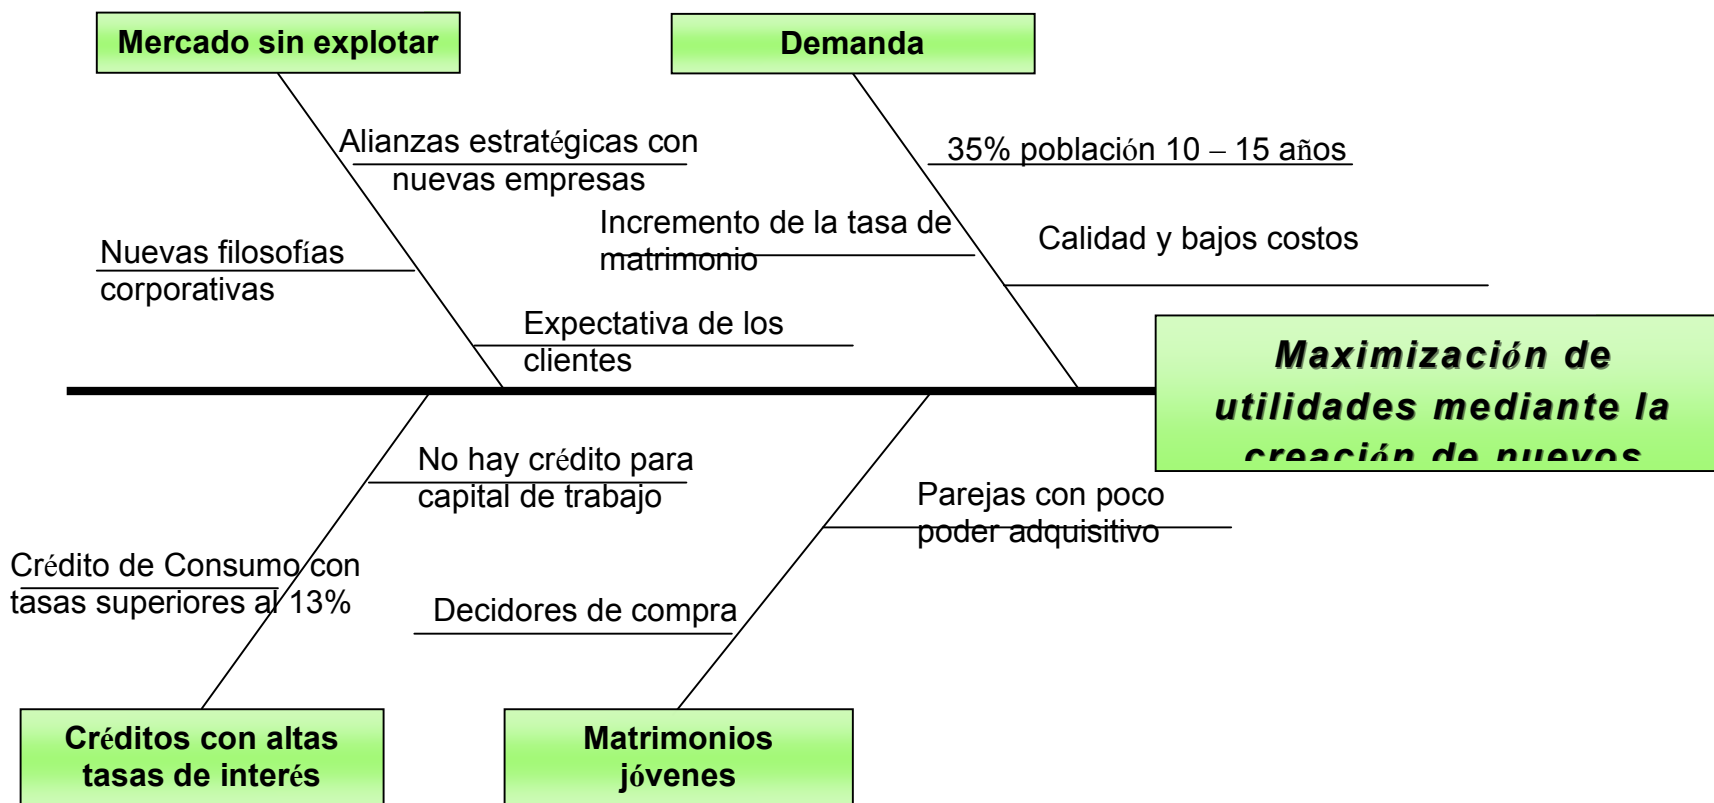 Mercado sin explotar
Demanda
Alianzas estratégicas con
nuevas empresas
35% población 10 – 15 años
Incremento de la tasa de
matrimonio
Calidad y bajos costos
Nuevas filosofías
corporativas
Expectativa de los
clientes
Maximización de
utilidades mediante la
creación de nuevos
No hay crédito para
capital de trabajo
Parejas con poco
poder adquisitivo
Crédito de Consumo con
tasas superiores al 13%
Decidores de compra
Créditos con altas
tasas de interés
Matrimonios
jóvenes